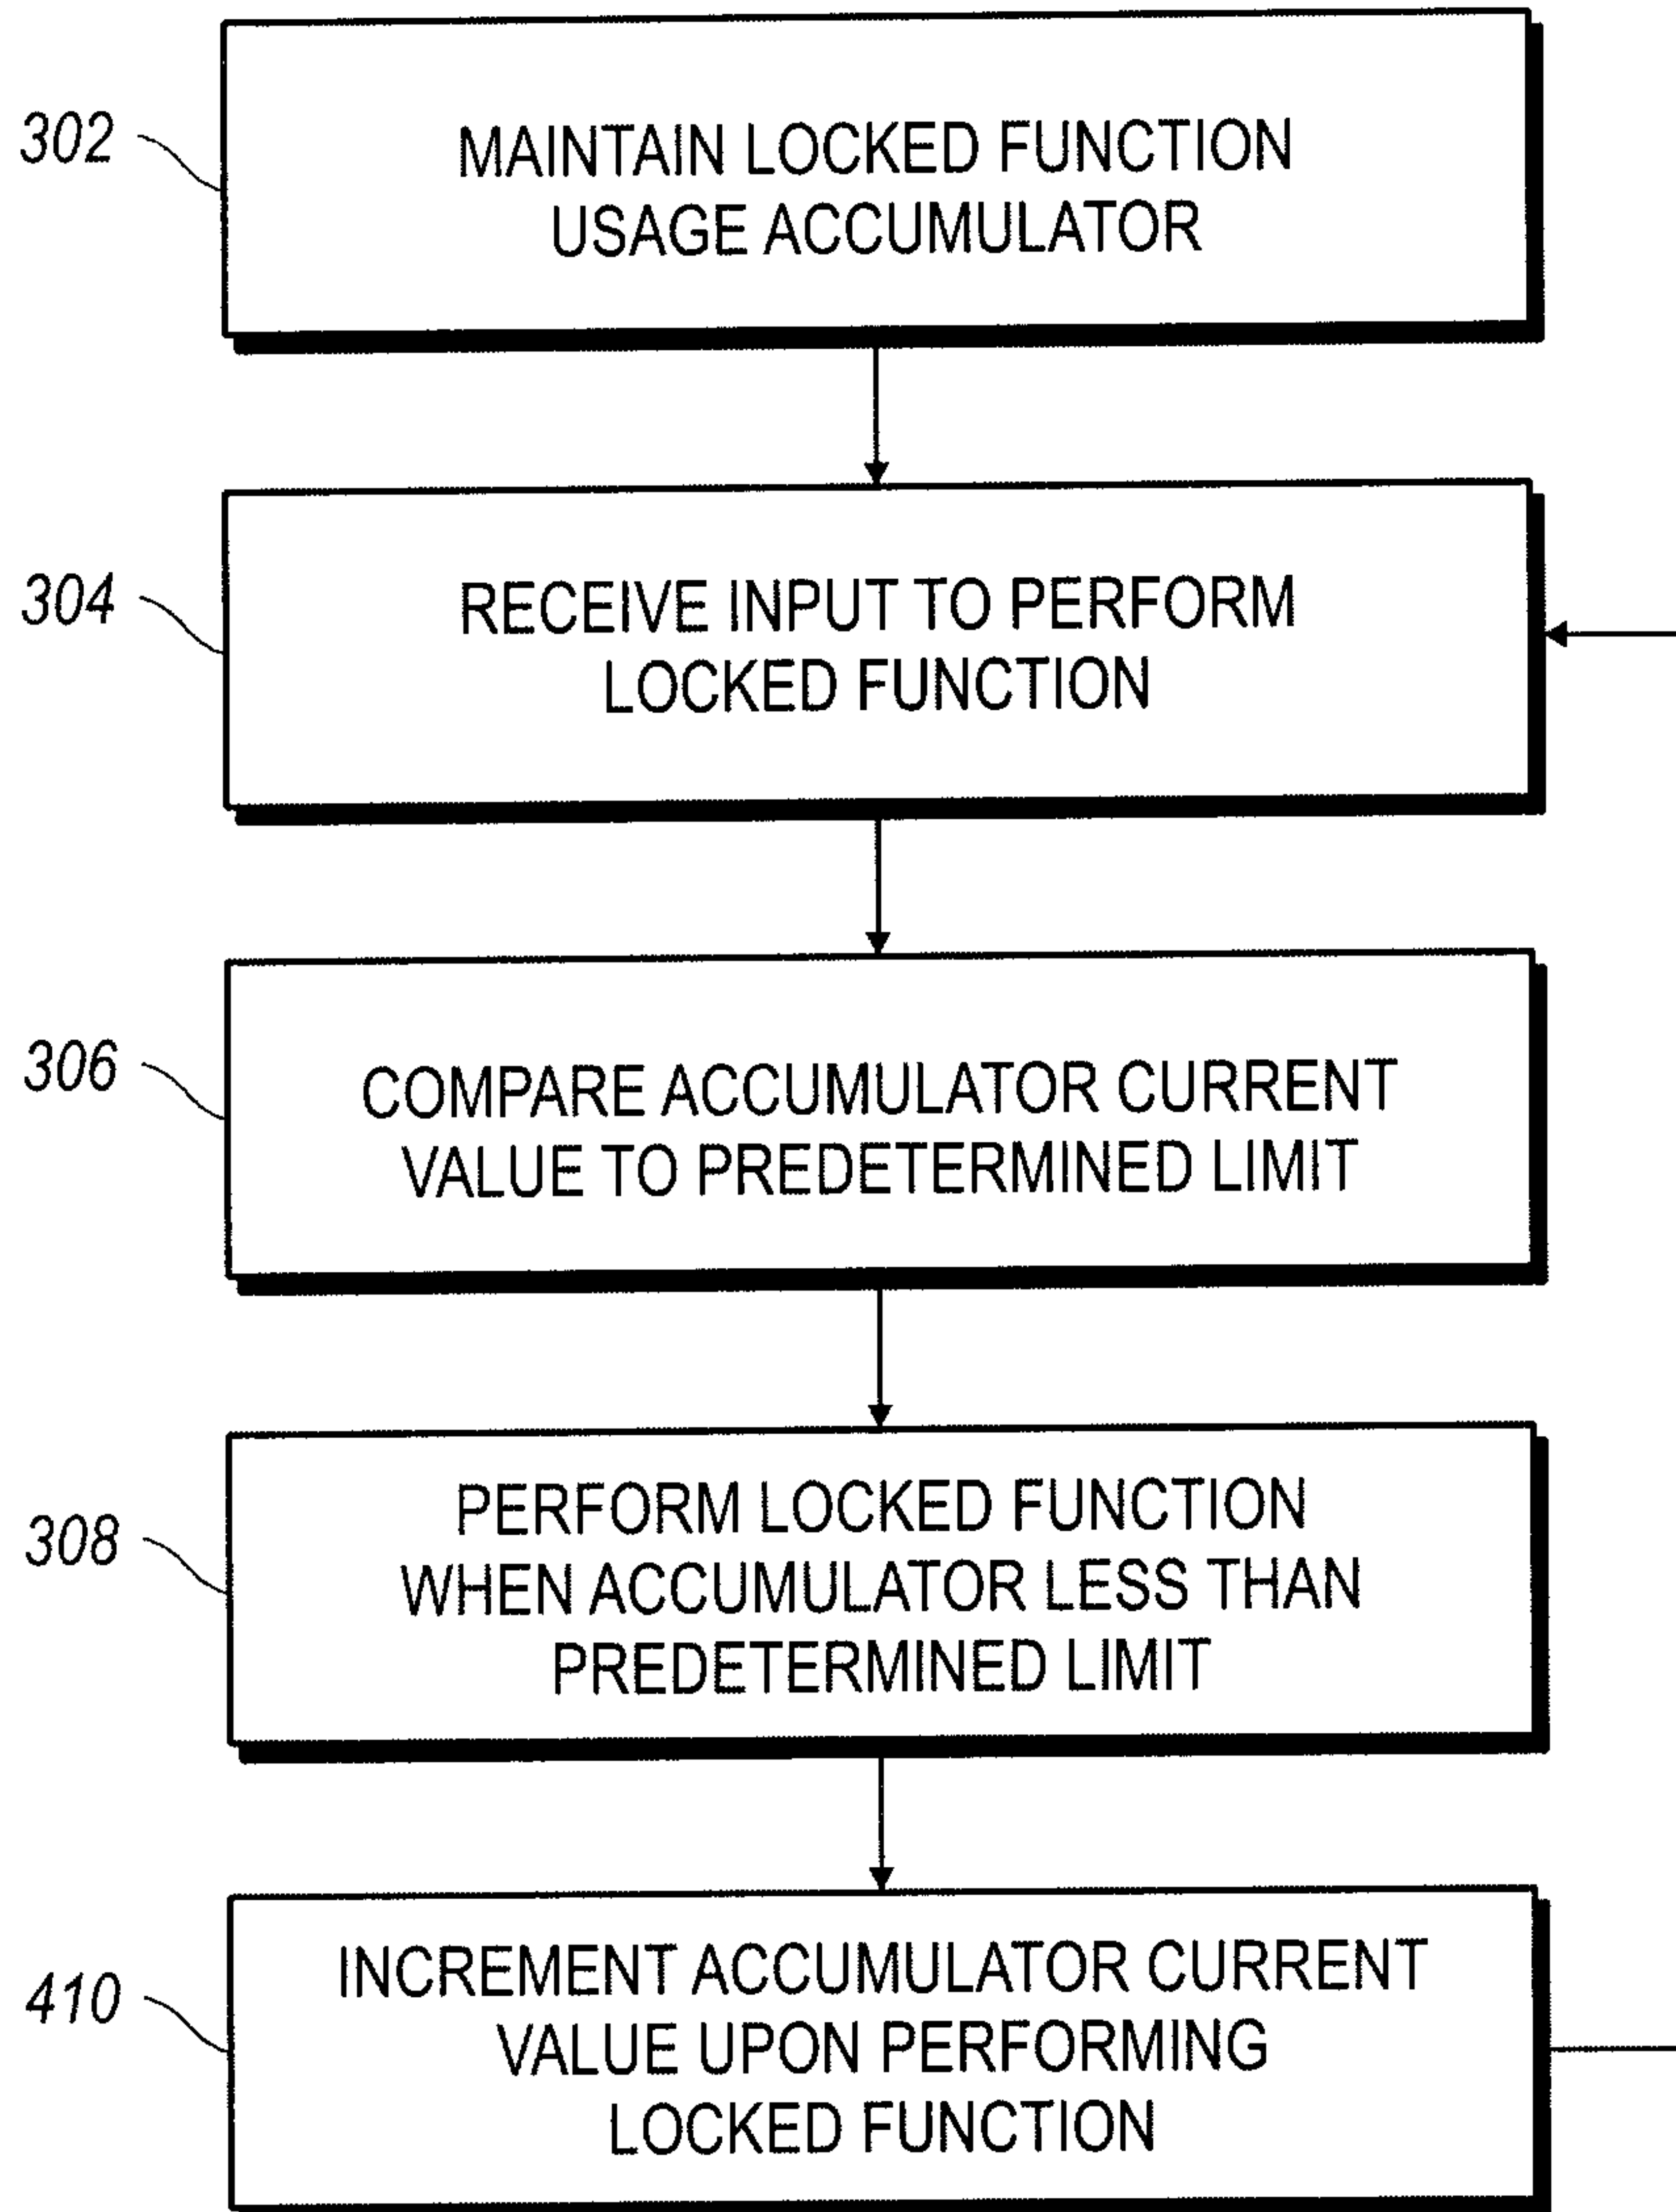 302
MAINTAIN LOCKED FUNCTION
USAGE ACCUMULATOR
304
RECEIVE INPUT TO PERFORM
LOCKED FUNCTION
306
COMPARE ACCUMULATOR CURRENT
VALUE TO PREDETERMINED LIMIT
308
PERFORM LOCKED FUNCTION
WHEN ACCUMULATOR LESS THAN
PREDETERMINED LIMIT
410
INCREMENT ACCUMULATOR CURRENT
VALUE UPON PERFORMING
LOCKED FUNCTION